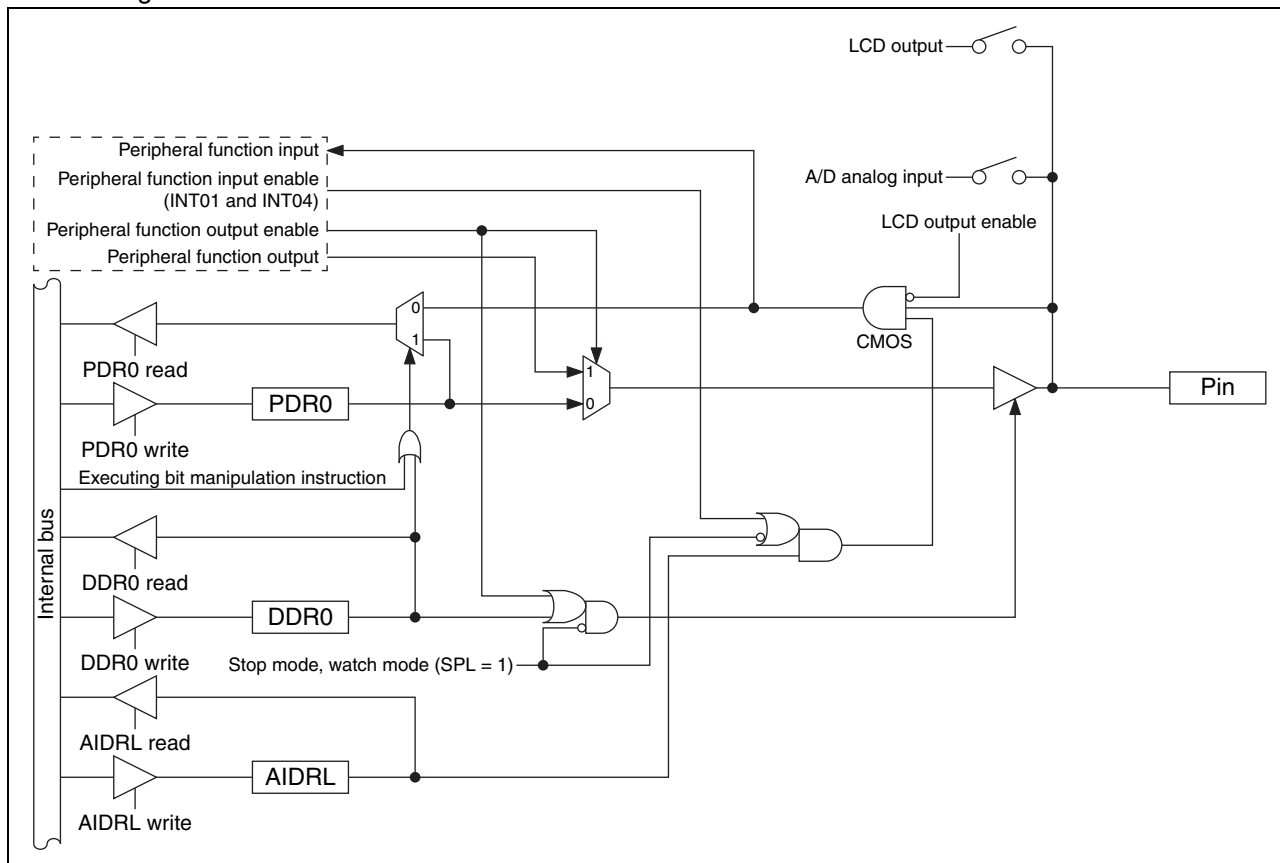 LCD output
Peripheral function input
Peripheral function input enable
(INT01 and INT04)
A/D analog input
LCD output enable
Peripheral function output enable
Peripheral function output
0
1
CMOS
PDR0 read
1
0
PDR0
Pin
PDR0 write
Executing bit manipulation instruction
Internal bus
DDR0 read
DDR0
DDR0 write
Stop mode, watch mode (SPL = 1)
AIDRL read
AIDRL
AIDRL write